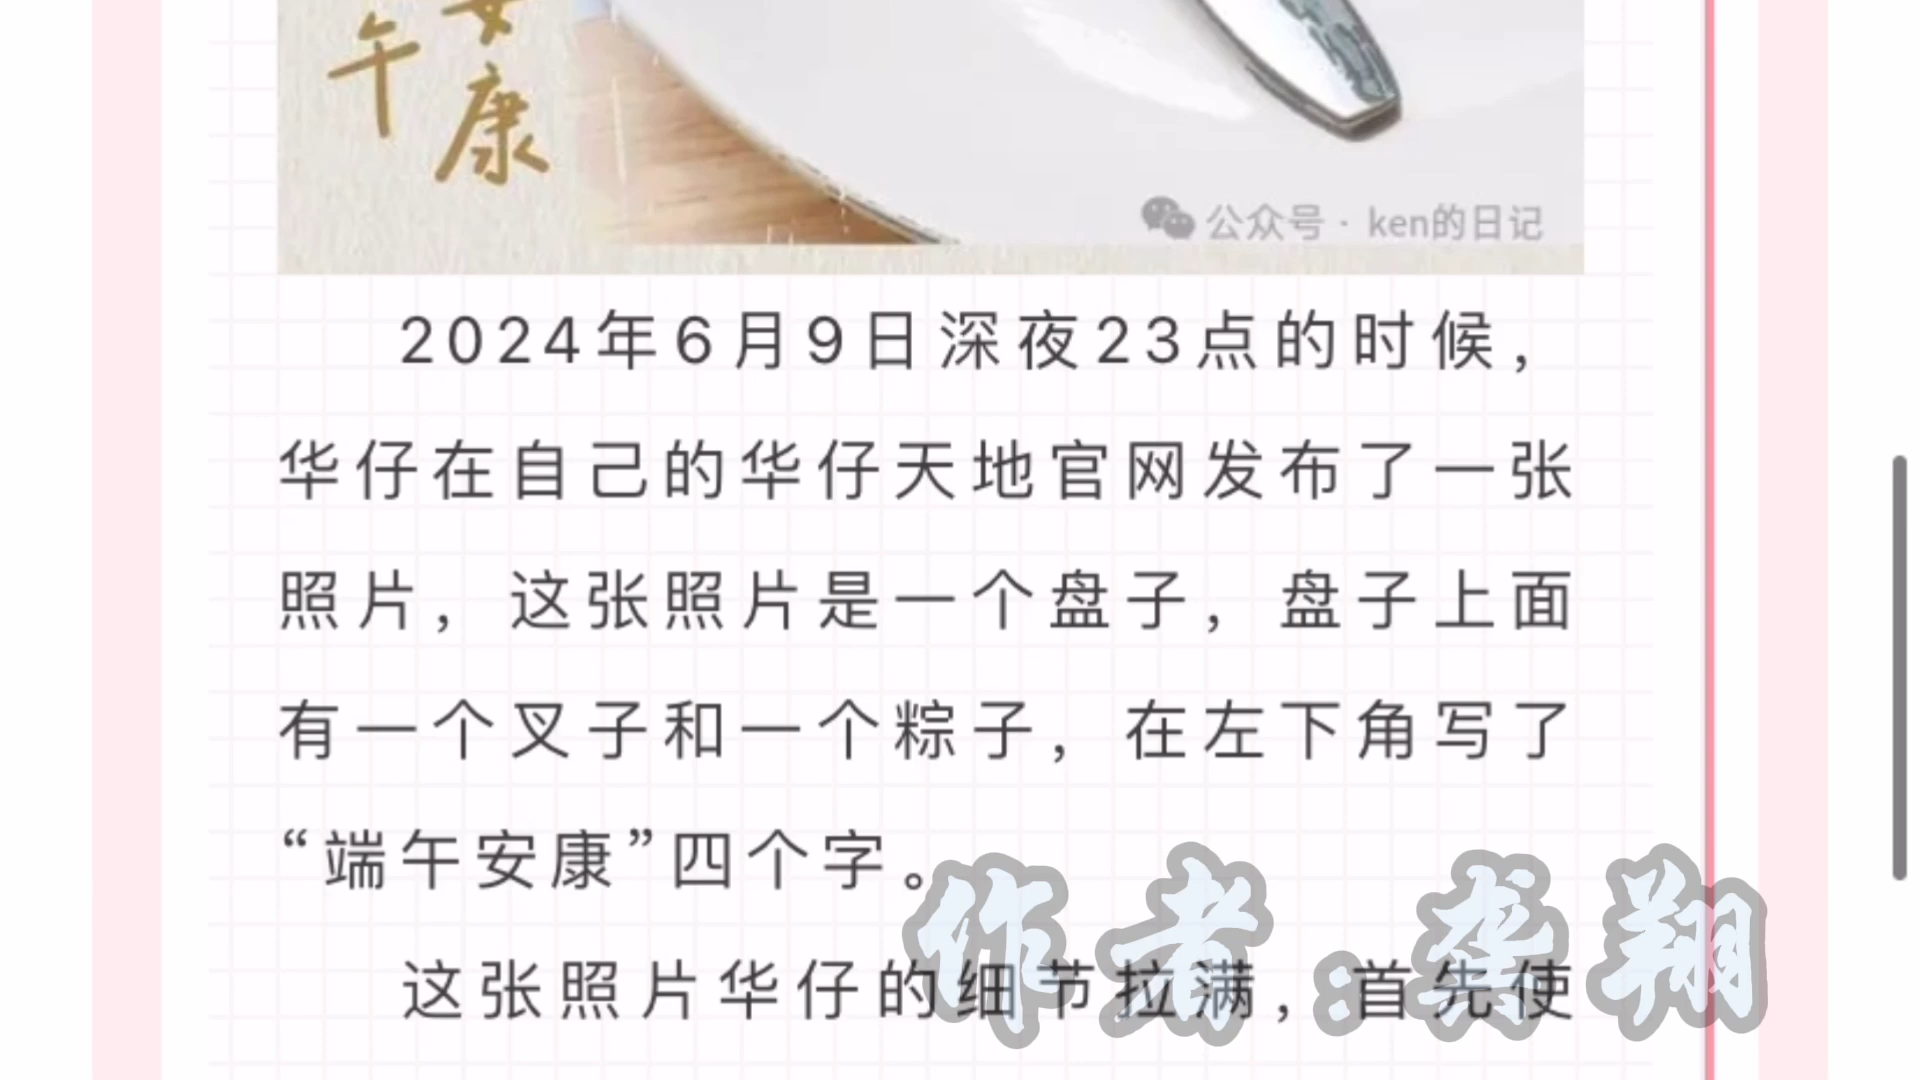 安
午
康
公众号 · ken的日记
2024年6月9日深夜23点的时候，
华仔在自己的华仔天地官网发布了一张
照片，这张照片是一个盘子，盘子上面
有一个叉子和一个粽子，在左下角写了
“端午安康”四个字。
这张照片华仔的细节拉满，首先使
作者:龚翔